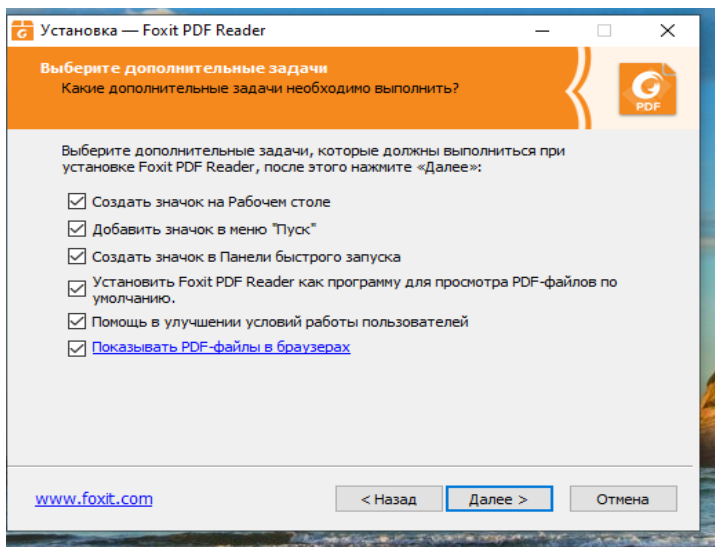 Установка — Foxit PDF Reader
Выберите дополнительные задачи
Какие дополнительные задачи необходимо выполнить?
PDF
Выберите дополнительные задачи, которые должны выполниться при
установке Foxit PDF Reader, после этого нажмите «Далее»:
Создать значок на Рабочем столе
Добавить значок в меню "Пуск"
Создать значок в Панели быстрого запуска
Установить Foxit PDF Reader как программу для просмотра PDF-файлов по
умолчанию.
Помощь в улучшении условий работы пользователей
Показывать PDF-файлы в браузерах
www.foxit.com
< Назад
Далее >
Отмена